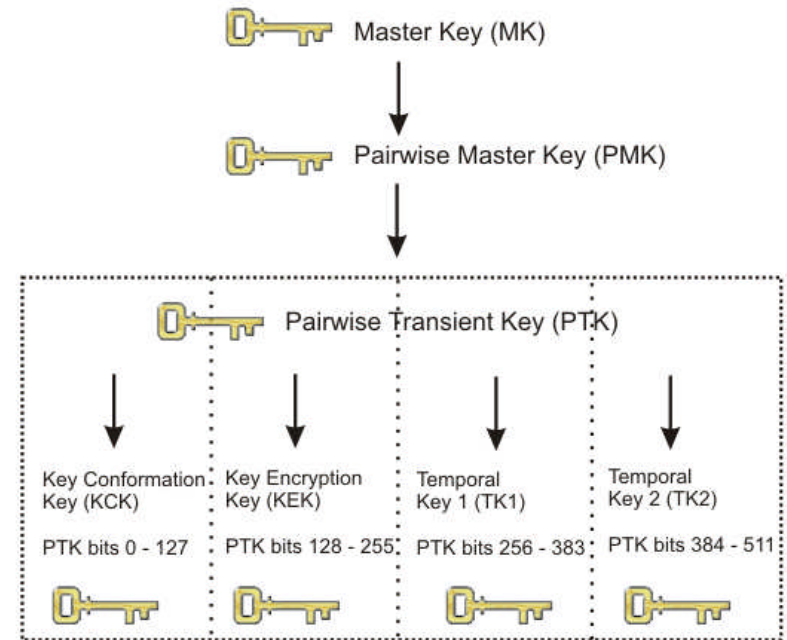 Master Key (MK)
Pairwise Master Key (PMK)
Pairwise Transient Key (PTK)
Key Conformation
Key (KCK)
PTK bits 0 - 127
Key Encryption
Key (KEK)
PTK bits 128 - 255
Temporal
Key 1 (TK1)
PTK bits 256 - 383
Temporal
Key 2 (TK2)
PTK bits 384 - 511